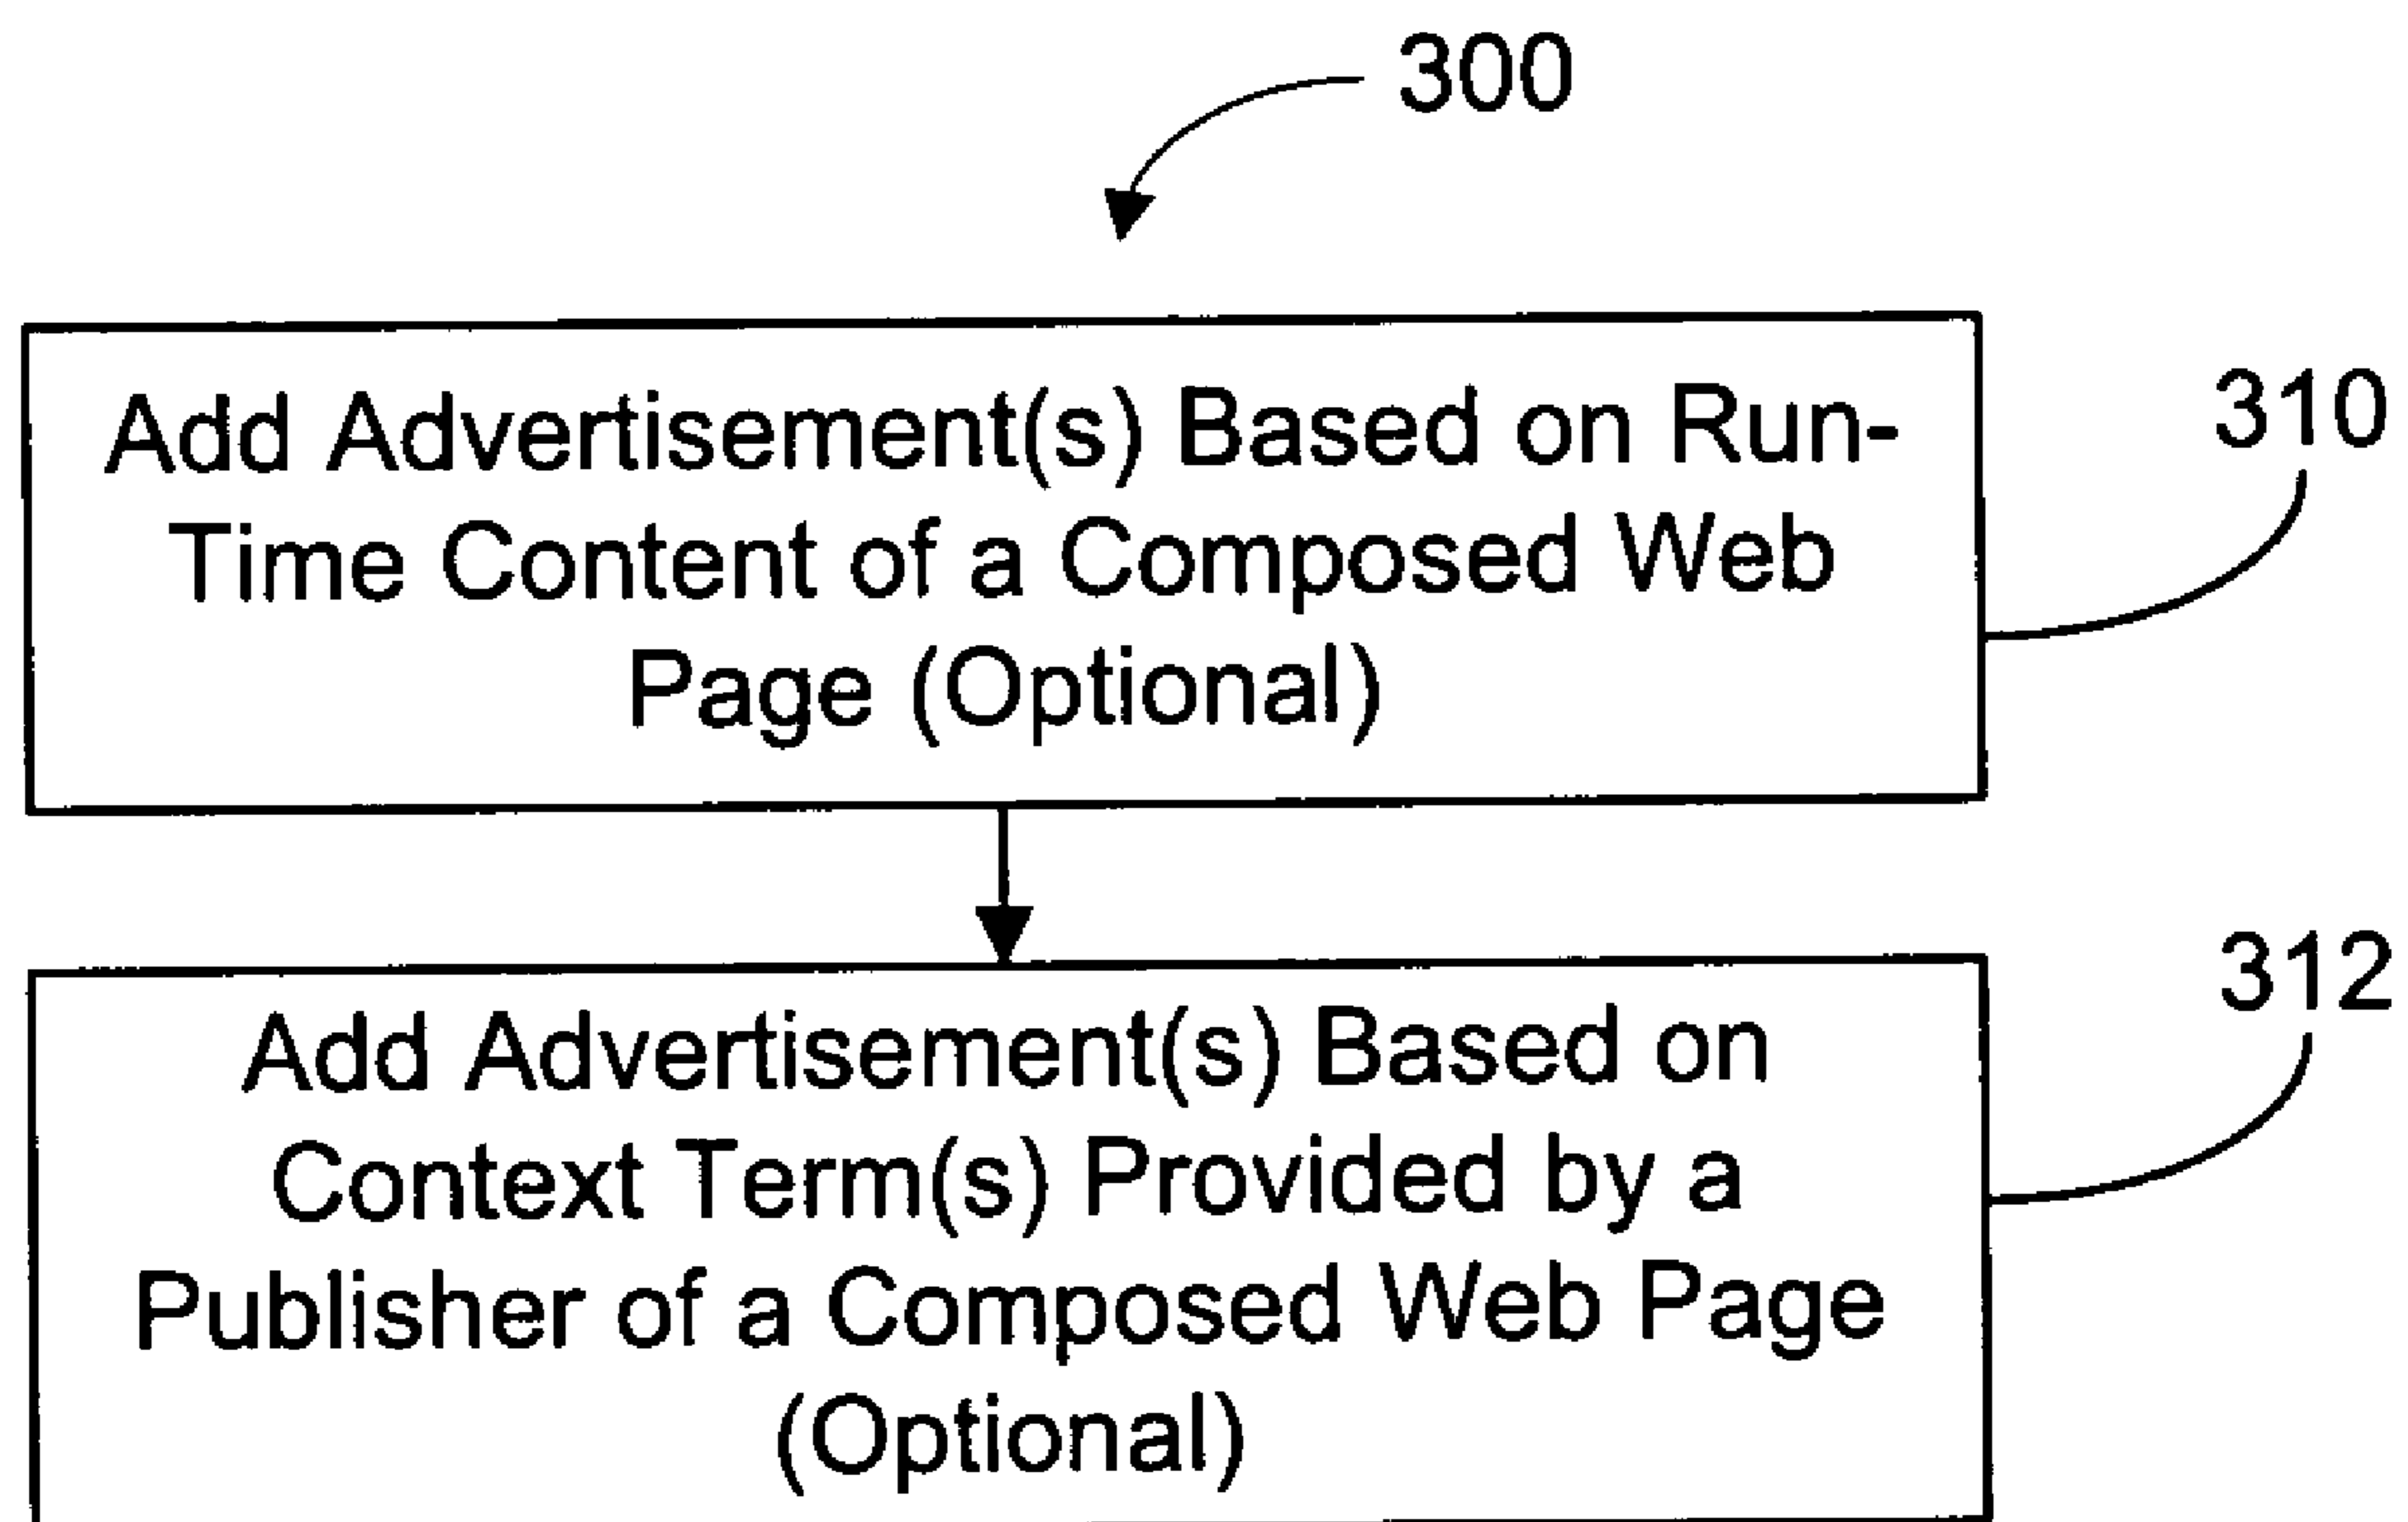 300
Add Advertisement(s) Based on Run-
Time Content of a Composed Web
Page (Optional)
310
Add Advertisement(s) Based on
Context Term(s) Provided by a
Publisher of a Composed Web Page
(Optional)
312